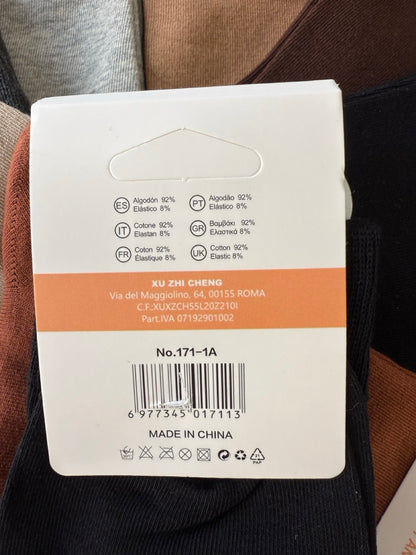 ES Algodón 92%
Elástico 8%
PT Algodão 92%
Elástico 8%
IT Cotone 92%
Elastan 8%
GR Βαμβάκι 92%
Ελαστικό 8%
FR Coton 92%
Élastique 8%
UK Cotton 92%
Elastic 8%
XU ZHI CHENG
Via del Maggiolino, 64, 00155 ROMA
C.F:XUXZCH55L20Z210I
Part.IVA 07192901002
No.171-1A
6 977345 017113
MADE IN CHINA
PAP